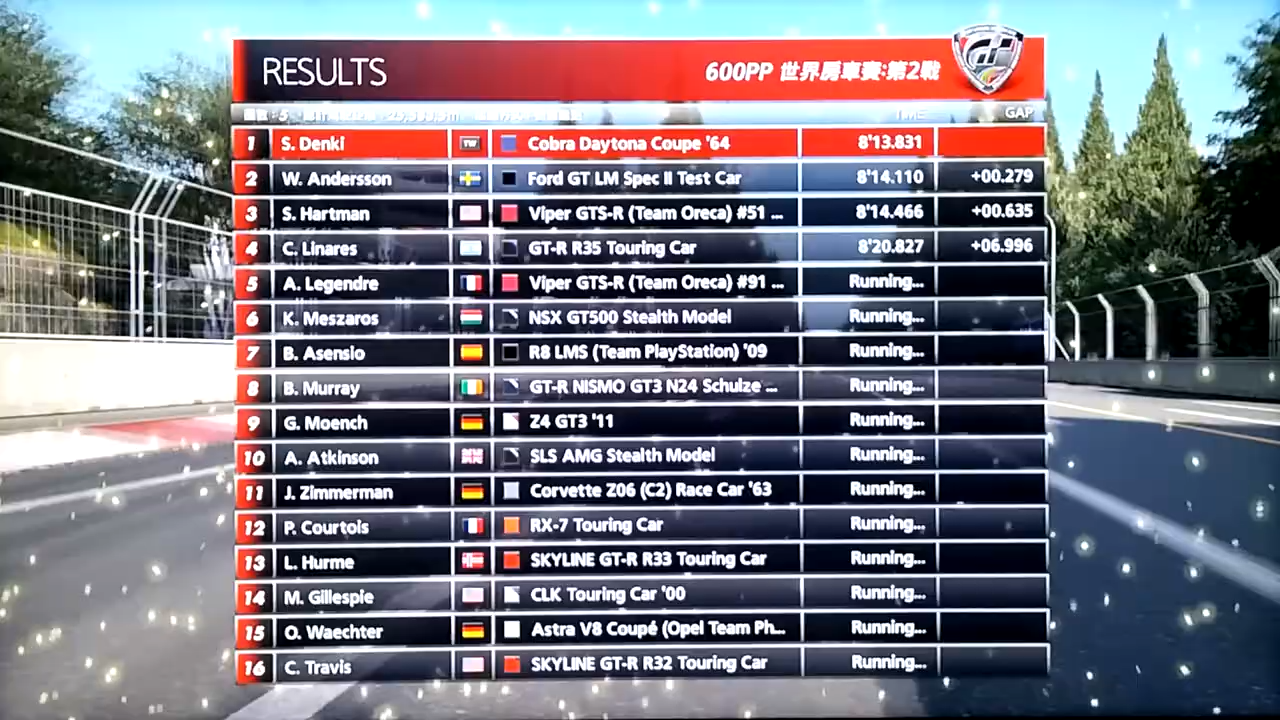 RESULTS
600PP 世界房車賽:第2戰
TIME GAP
1 S. Denki TW Cobra Daytona Coupe '64 8'13.831
2 W. Andersson Ford GT LM Spec II Test Car 8'14.110 +00.279
3 S. Hartman Viper GTS-R (Team Oreca) #51 ... 8'14.466 +00.635
4 C. Linares GT-R R35 Touring Car 8'20.827 +06.996
5 A. Legendre Viper GTS-R (Team Oreca) #91 ... Running...
6 K. Meszaros NSX GT500 Stealth Model Running...
7 B. Asensio R8 LMS (Team PlayStation) '09 Running...
8 B. Murray GT-R NISMO GT3 N24 Schulze ... Running...
9 G. Moench Z4 GT3 '11 Running...
10 A. Atkinson SLS AMG Stealth Model Running...
11 J. Zimmerman Corvette Z06 (C2) Race Car '63 Running...
12 P. Courtois RX-7 Touring Car Running...
13 L. Hurme SKYLINE GT-R R33 Touring Car Running...
14 M. Gillespie CLK Touring Car '00 Running...
15 O. Waechter Astra V8 Coupé (Opel Team Ph... Running...
16 C. Travis SKYLINE GT-R R32 Touring Car Running...